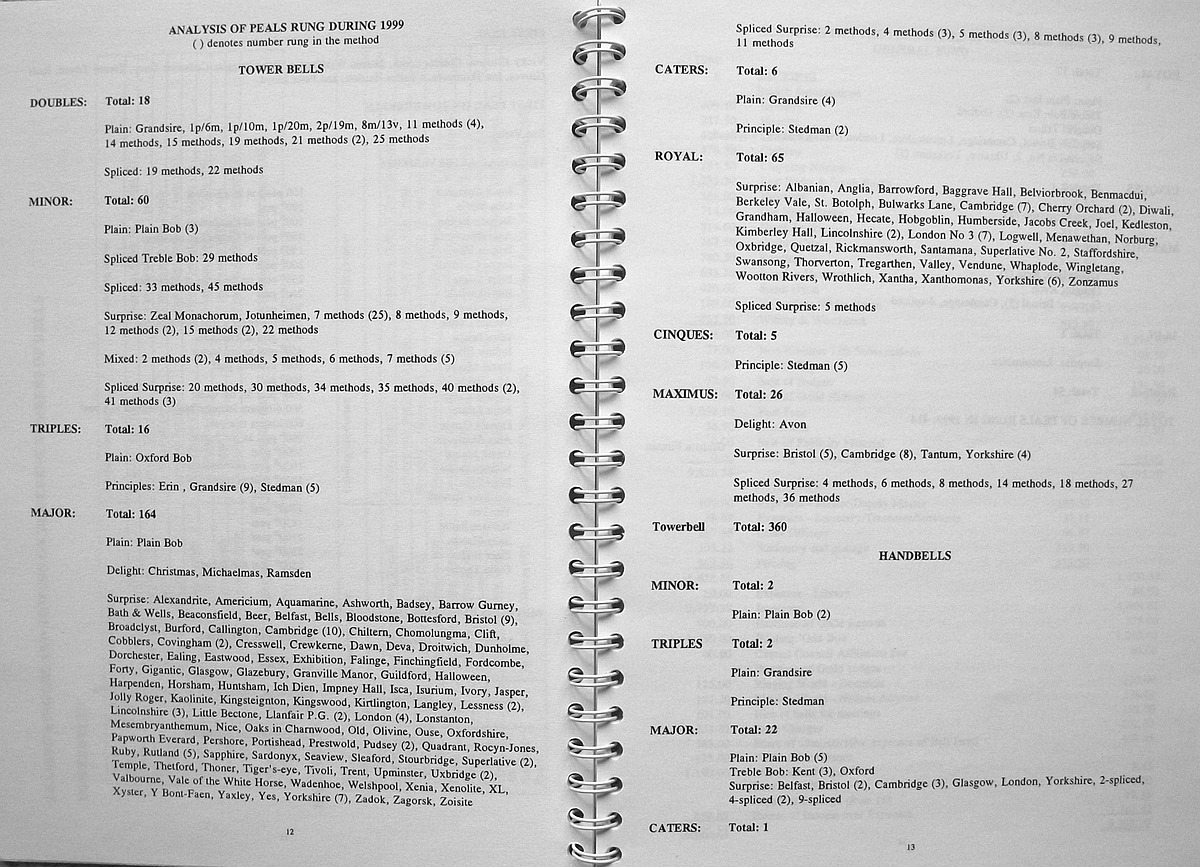 ANALYSIS OF PEALS RUNG DURING 1999
( ) denotes number rung in the method
TOWER BELLS
DOUBLES: Total: 18
Plain: Grandsire, 1p/6m, 1p/10m, 1p/20m, 2p/19m, 8m/13v, 11 methods (4),
14 methods, 15 methods, 19 methods, 21 methods (2), 25 methods
Spliced: 19 methods, 22 methods
MINOR: Total: 60
Plain: Plain Bob (3)
Spliced Treble Bob: 29 methods
Spliced: 33 methods, 45 methods
Surprise: Zeal Monachorum, Jotunheimen, 7 methods (25), 8 methods, 9 methods,
12 methods (2), 15 methods (2), 22 methods
Mixed: 2 methods (2), 4 methods, 5 methods, 6 methods, 7 methods (5)
Spliced Surprise: 20 methods, 30 methods, 34 methods, 35 methods, 40 methods (2),
41 methods (3)
TRIPLES: Total: 16
Plain: Oxford Bob
Principles: Erin , Grandsire (9), Stedman (5)
MAJOR: Total: 164
Plain: Plain Bob
Delight: Christmas, Michaelmas, Ramsden
Surprise: Alexandrite, Americium, Aquamarine, Ashworth, Badsey, Barrow Gurney,
Bath & Wells, Beaconsfield, Beer, Belfast, Bells, Bloodstone, Bottesford, Bristol (9),
Broadclyst, Burford, Callington, Cambridge (10), Chiltern, Chomolungma, Clift,
Cobblers, Covingham (2), Cresswell, Crewkerne, Dawn, Deva, Droitwich, Dunholme,
Dorchester, Ealing, Eastwood, Essex, Exhibition, Falinge, Finchingfield, Fordcombe,
Forty, Gigantic, Glasgow, Glazebury, Granville Manor, Guildford, Halloween,
Harpenden, Horsham, Huntsham, Ich Dien, Impney Hall, Isca, Isurium, Ivory, Jasper,
Jolly Roger, Kaolinite, Kingsteignton, Kingswood, Kirtlington, Langley, Lessness (2),
Lincolnshire (3), Little Bectone, Llanfair P.G. (2), London (4), Lonstanton,
Mesembryanthemum, Nice, Oaks in Charnwood, Old, Olivine, Ouse, Oxfordshire,
Papworth Everard, Pershore, Portishead, Prestwold, Pudsey (2), Quadrant, Rocyn-Jones,
Ruby, Rutland (5), Sapphire, Sardonyx, Seaview, Sleaford, Stourbridge, Superlative (2),
Temple, Thetford, Thoner, Tiger's-eye, Tivoli, Trent, Upminster, Uxbridge (2),
Valbourne, Vale of the White Horse, Wadenhoe, Welshpool, Xenia, Xenolite, XL,
Xyster, Y Bont-Faen, Yaxley, Yes, Yorkshire (7), Zadok, Zagorsk, Zoisite
12
Spliced Surprise: 2 methods, 4 methods (3), 5 methods (3), 8 methods (3), 9 methods,
11 methods
CATERS: Total: 6
Plain: Grandsire (4)
Principle: Stedman (2)
ROYAL: Total: 65
Surprise: Albanian, Anglia, Barrowford, Baggrave Hall, Belviorbrook, Benmacdui,
Berkeley Vale, St. Botolph, Bulwarks Lane, Cambridge (7), Cherry Orchard (2), Diwali,
Grandham, Halloween, Hecate, Hobgoblin, Humberside, Jacobs Creek, Joel, Kedleston,
Kimberley Hall, Lincolnshire (2), London No 3 (7), Logwell, Menawethan, Norburg,
Oxbridge, Quetzal, Rickmansworth, Santamana, Superlative No. 2, Staffordshire,
Swansong, Thorverton, Tregarthen, Valley, Vendune, Whaplode, Wingletang,
Wootton Rivers, Wrothlich, Xantha, Xanthomonas, Yorkshire (6), Zonzamus
Spliced Surprise: 5 methods
CINQUES: Total: 5
Principle: Stedman (5)
MAXIMUS: Total: 26
Delight: Avon
Surprise: Bristol (5), Cambridge (8), Tantum, Yorkshire (4)
Spliced Surprise: 4 methods, 6 methods, 8 methods, 14 methods, 18 methods, 27
methods, 36 methods
Towerbell Total: 360
HANDBELLS
MINOR: Total: 2
Plain: Plain Bob (2)
TRIPLES Total: 2
Plain: Grandsire
Principle: Stedman
MAJOR: Total: 22
Plain: Plain Bob (5)
Treble Bob: Kent (3), Oxford
Surprise: Belfast, Bristol (2), Cambridge (3), Glasgow, London, Yorkshire, 2-spliced,
4-spliced (2), 9-spliced
CATERS: Total: 1
13